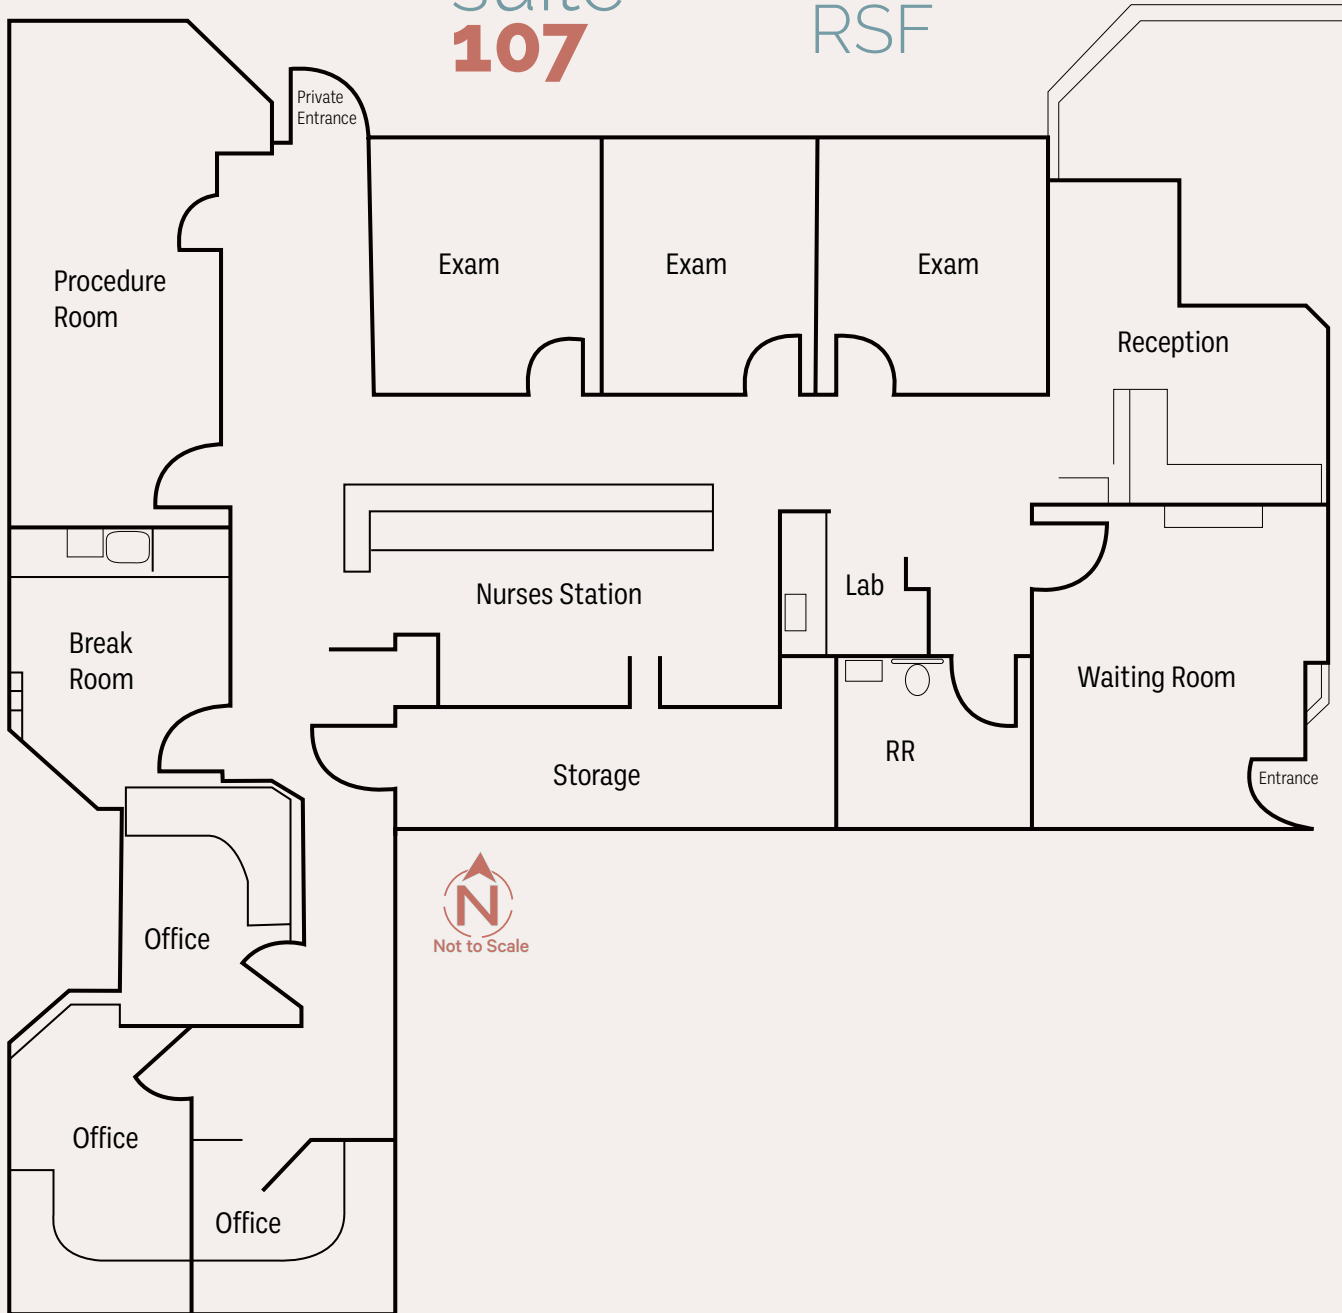 Suite
107
RSF
Private
Entrance
Exam
Exam
Exam
Procedure
Room
Reception
Nurses Station
Lab
Break
Room
Waiting Room
RR
Storage
Entrance
N
Not to Scale
Office
Office
Office